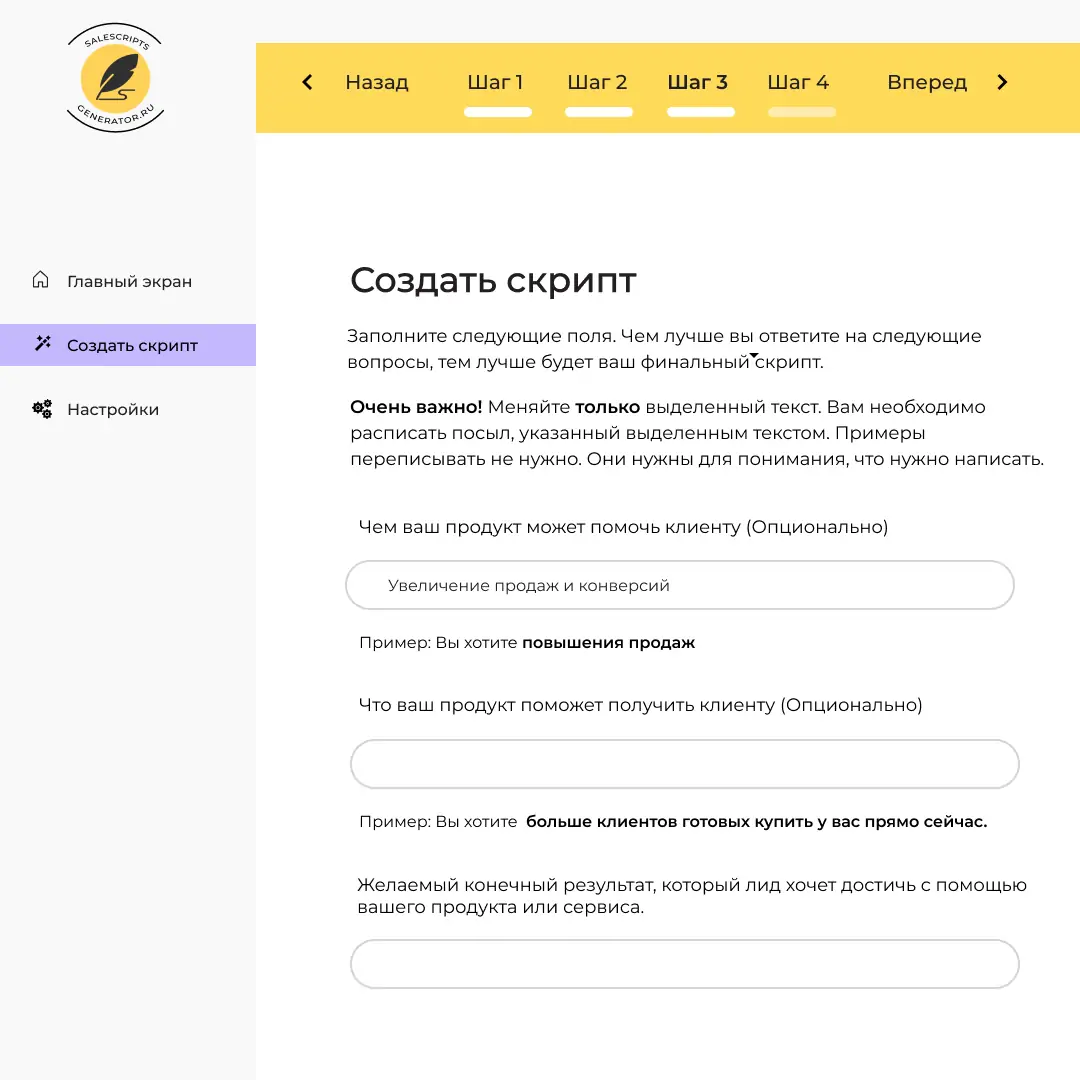 SALESCRIPTS
GENERATOR.RU
Назад
Шаг 1
Шаг 2
Шаг 3
Шаг 4
Вперед
Главный экран
Создать скрипт
Настройки
Создать скрипт
Заполните следующие поля. Чем лучше вы ответите на следующие
вопросы, тем лучше будет ваш финальный скрипт.
Очень важно! Меняйте только выделенный текст. Вам необходимо
расписать посыл, указанный выделенным текстом. Примеры
переписывать не нужно. Они нужны для понимания, что нужно написать.
Чем ваш продукт может помочь клиенту (Опционально)
Увеличение продаж и конверсий
Пример: Вы хотите повышения продаж
Что ваш продукт поможет получить клиенту (Опционально)
Пример: Вы хотите больше клиентов готовых купить у вас прямо сейчас.
Желаемый конечный результат, который лид хочет достичь с помощью
вашего продукта или сервиса.